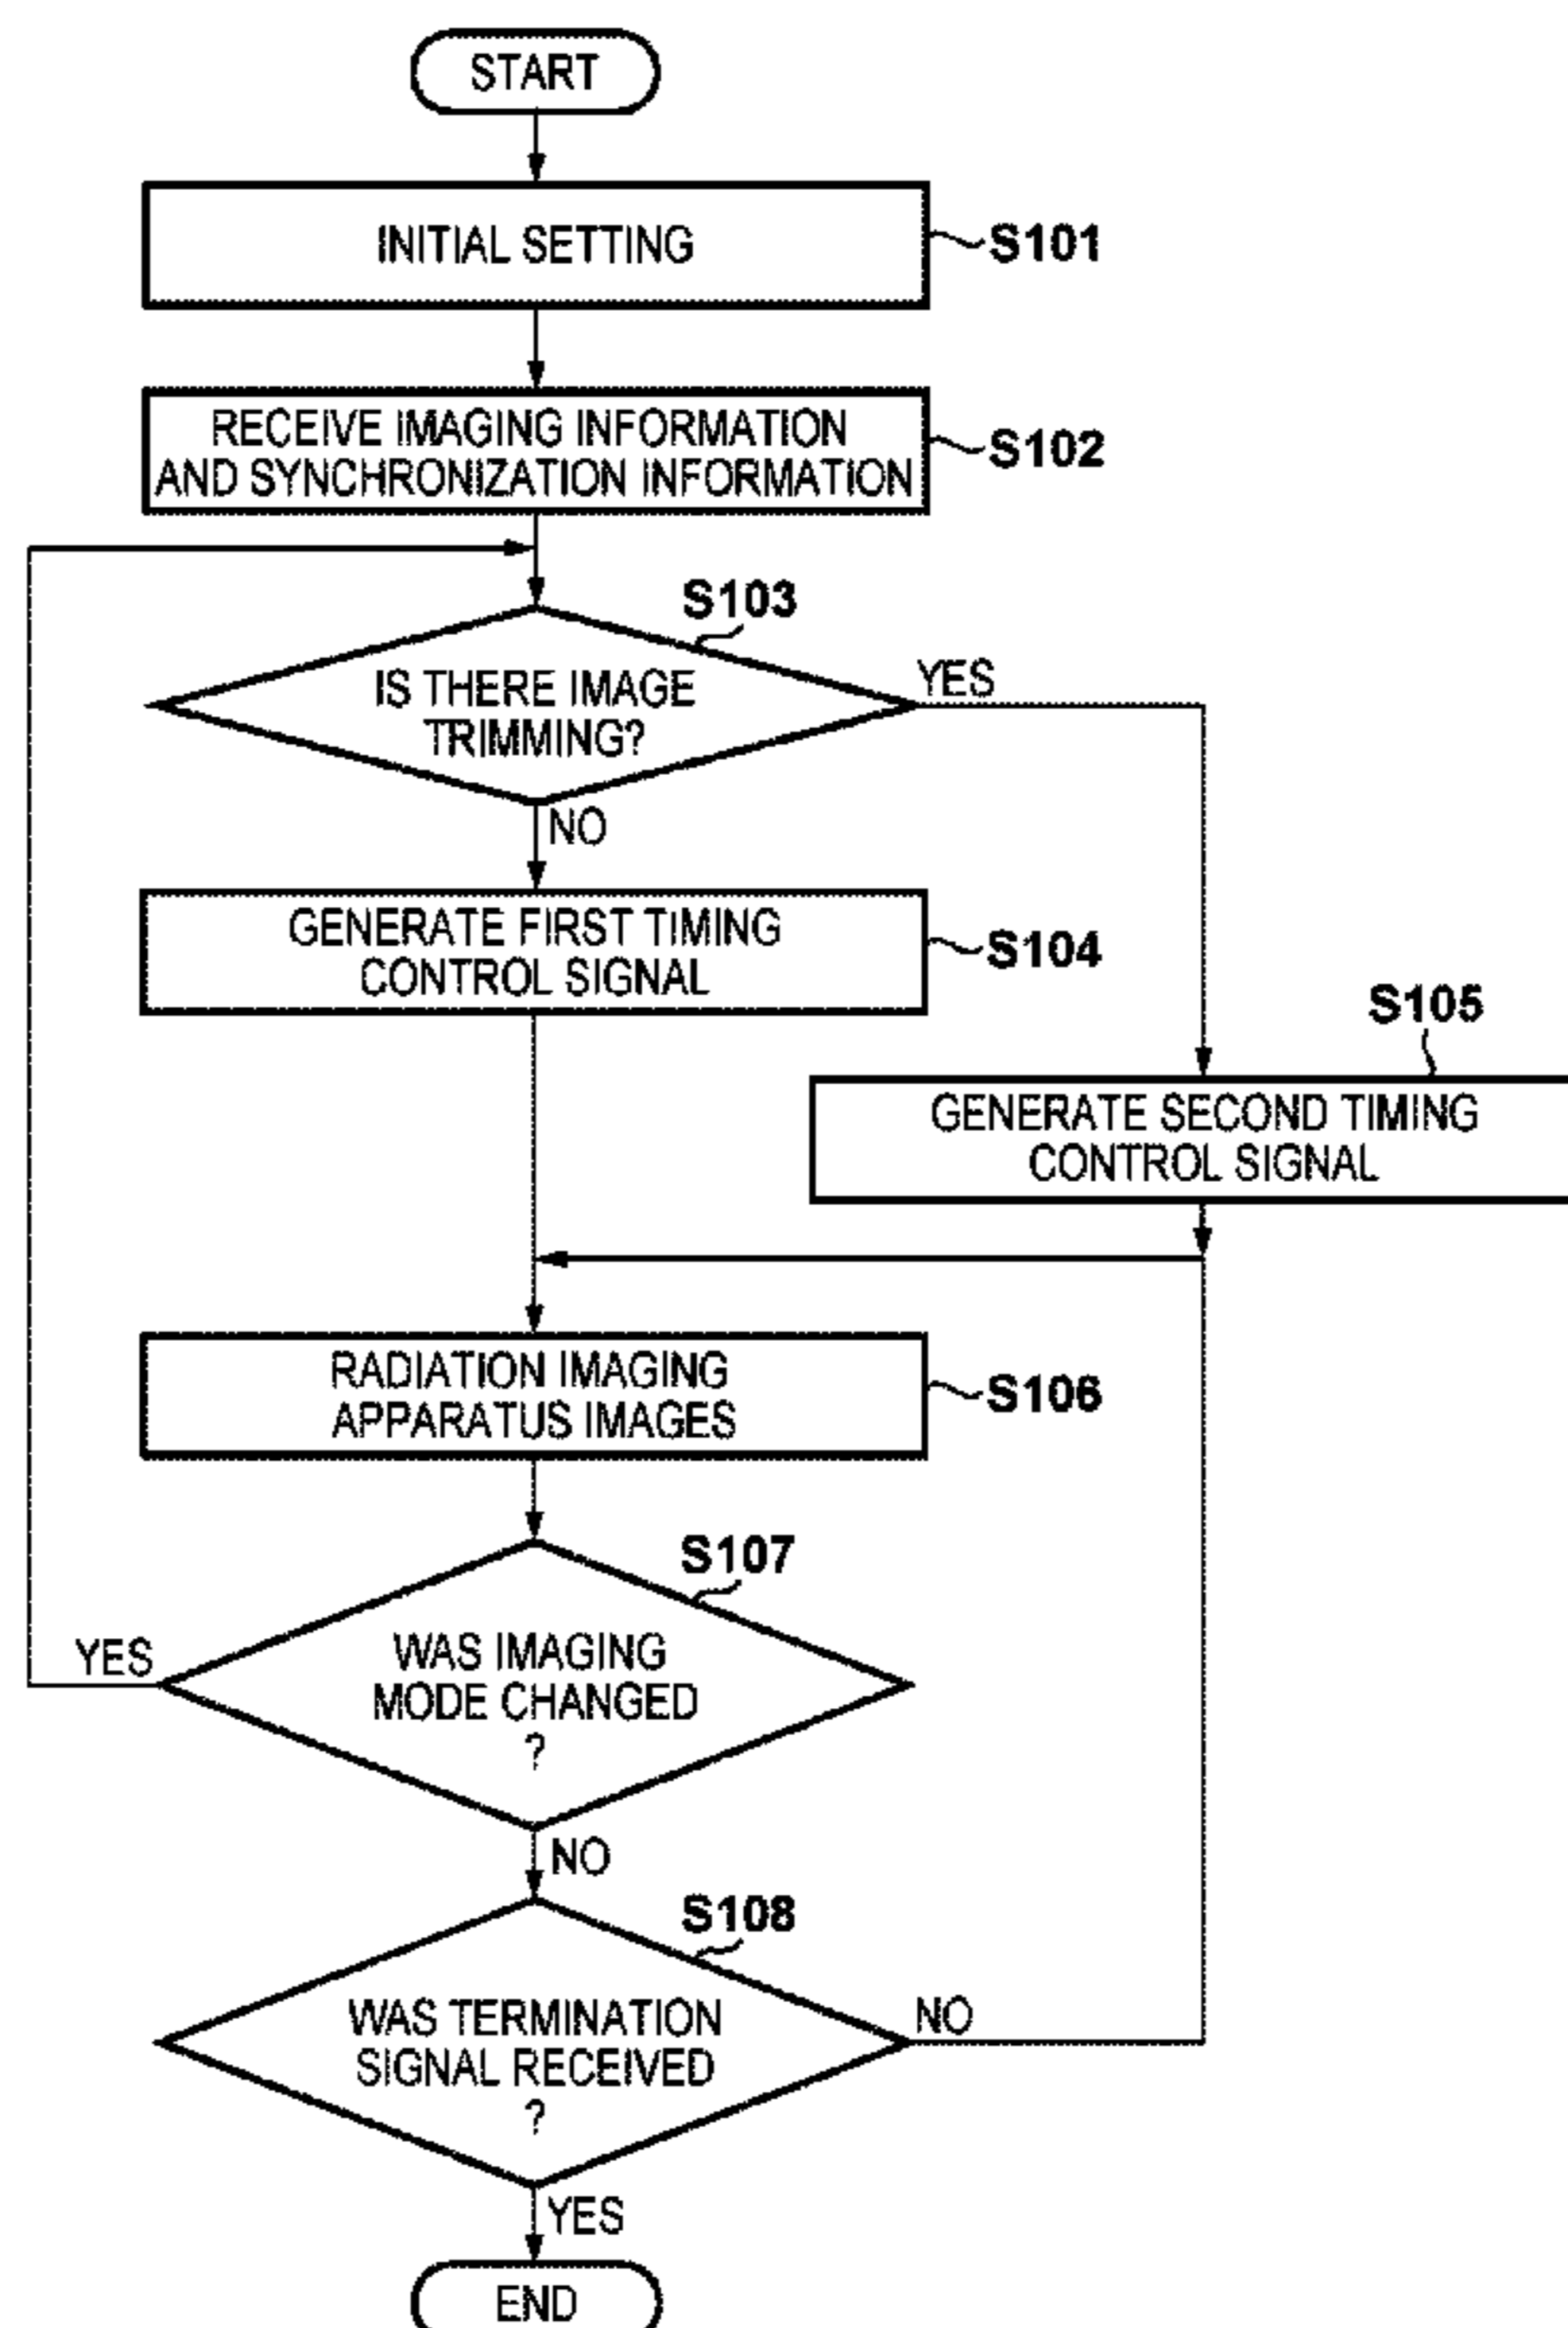 START
INITIAL SETTING
S101
RECEIVE IMAGING INFORMATION
AND SYNCHRONIZATION INFORMATION
S102
S103
IS THERE IMAGE
TRIMMING?
YES
NO
GENERATE FIRST TIMING
CONTROL SIGNAL
S104
S105
GENERATE SECOND TIMING
CONTROL SIGNAL
RADIATION IMAGING
APPARATUS IMAGES
S106
S107
WAS IMAGING
MODE CHANGED
?
YES
NO
S108
WAS TERMINATION
SIGNAL RECEIVED
?
NO
YES
END